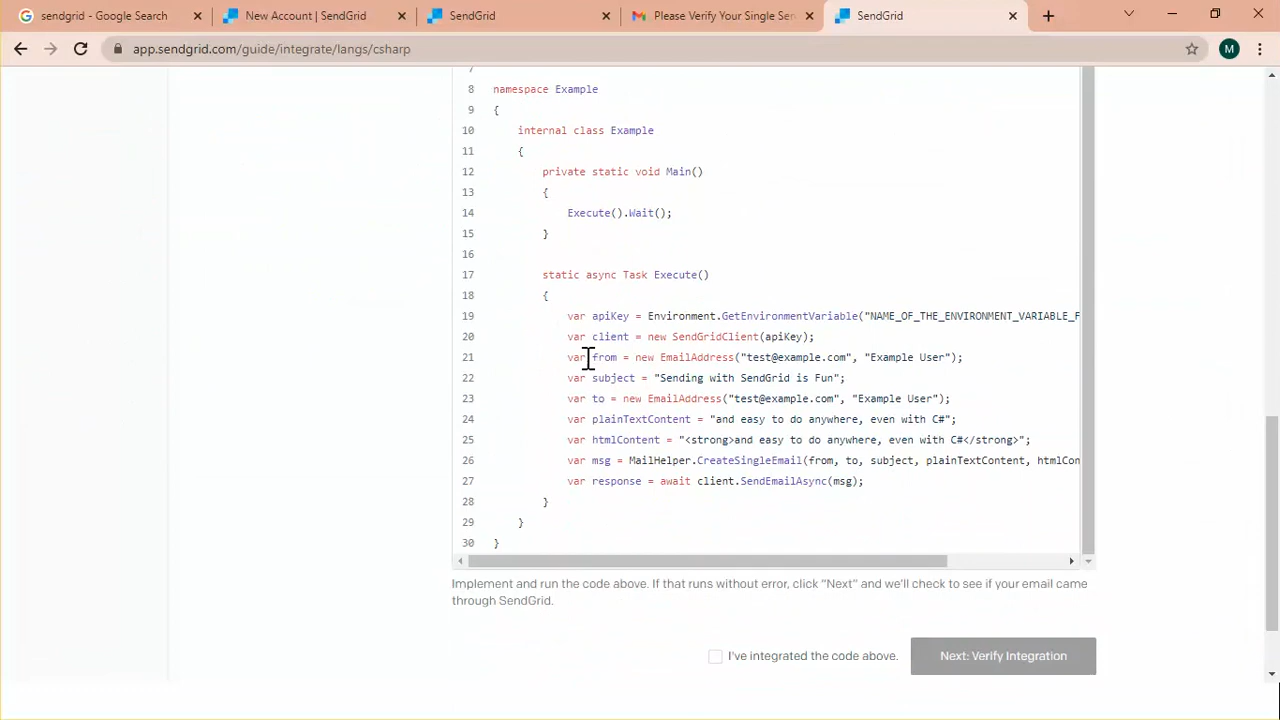 sendgrid - Google Search
New Account | SendGrid
SendGrid
Please Verify Your Single Sen
SendGrid
app.sendgrid.com/guide/integrate/langs/csharp
M
7
8 namespace Example
9 {
10 internal class Example
11 {
12 private static void Main()
13 {
14 Execute().Wait();
15 }
16
17 static async Task Execute()
18 {
19 var apiKey = Environment.GetEnvironmentVariable("NAME_OF_THE_ENVIRONMENT_VARIABLE_F
20 var client = new SendGridClient(apiKey);
21 var from = new EmailAddress("test@example.com", "Example User");
22 var subject = "Sending with SendGrid is Fun";
23 var to = new EmailAddress("test@example.com", "Example User");
24 var plainTextContent = "and easy to do anywhere, even with C#";
25 var htmlContent = "<strong>and easy to do anywhere, even with C#</strong>";
26 var msg = MailHelper.CreateSingleEmail(from, to, subject, plainTextContent, htmlCon
27 var response = await client.SendEmailAsync(msg);
28 }
29 }
30 }
Implement and run the code above. If that runs without error, click "Next" and we'll check to see if your email came
through SendGrid.
I've integrated the code above.
Next: Verify Integration